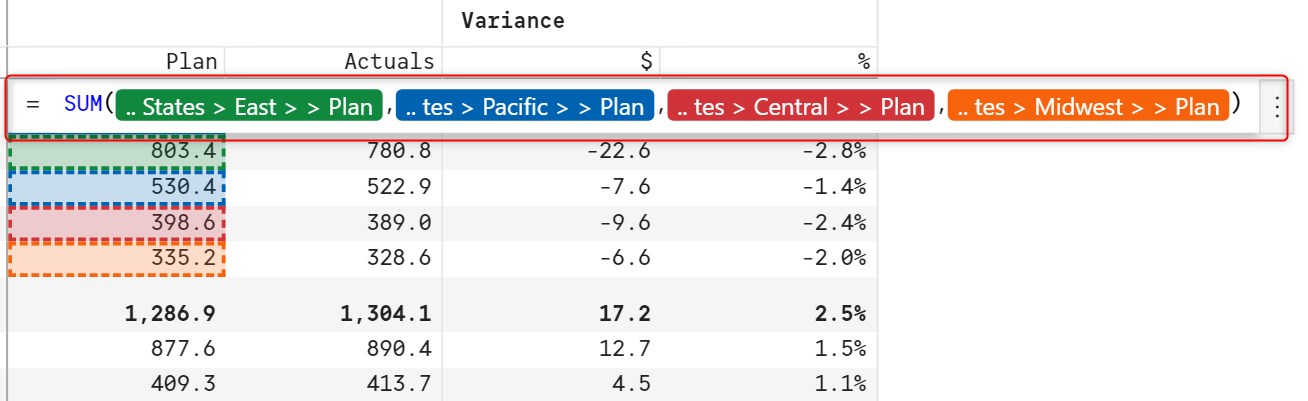 Variance
Plan Actuals $ %
= SUM(.. States > East > > Plan , .. tes > Pacific > > Plan , .. tes > Central > > Plan , .. tes > Midwest > > Plan )
803.4 780.8 -22.6 -2.8%
530.4 522.9 -7.6 -1.4%
398.6 389.0 -9.6 -2.4%
335.2 328.6 -6.6 -2.0%
1,286.9 1,304.1 17.2 2.5%
877.6 890.4 12.7 1.5%
409.3 413.7 4.5 1.1%